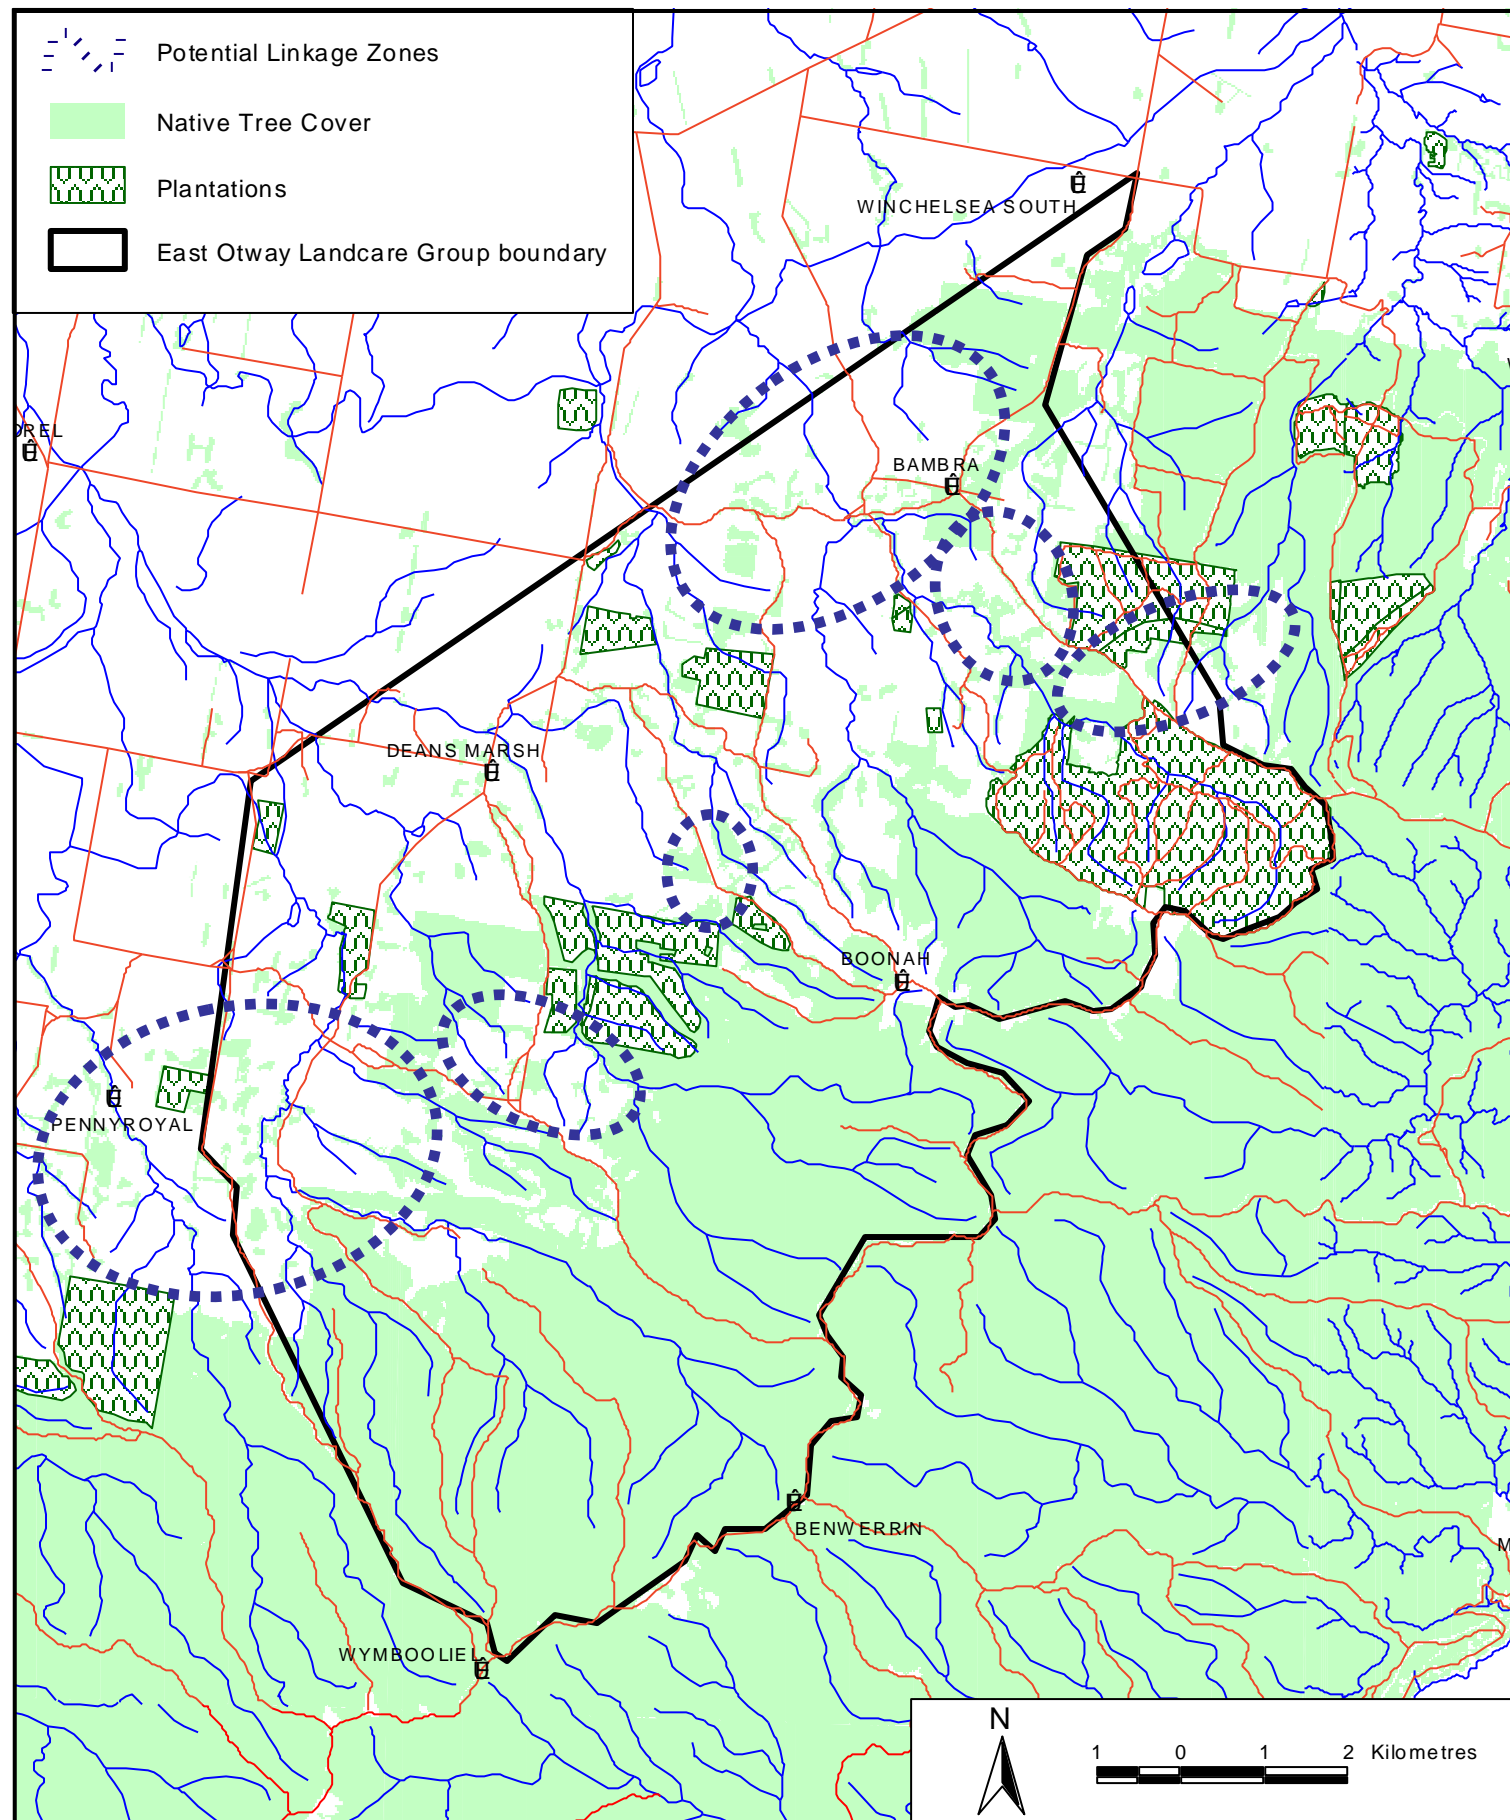 Potential Linkage Zones
Native Tree Cover
Plantations
East Otway Landcare Group boundary
WINCHELSEA SOUTH
OREL
BAMBRA
DEANS MARSH
BOONAH
PENNYROYAL
BENWERRIN
M
WYMBOOLIEL
N
1 0 1 2 Kilometres